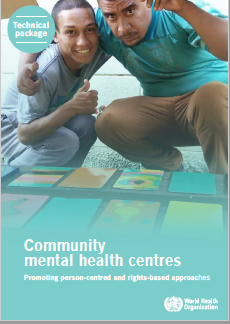 Technical
package
Community
mental health centres
Promoting person-centred and rights-based approaches
World Health
Organization